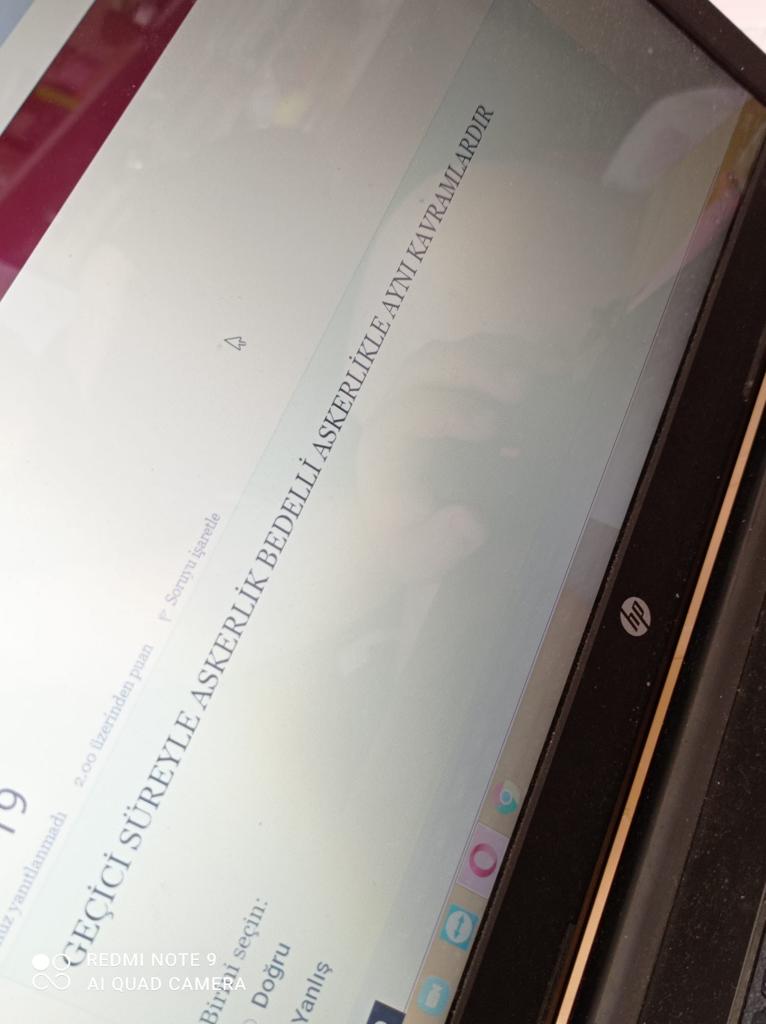 19
yanıtlanmadı
2.00 üzerinden puan
Soruyu işaretle
GEÇİCİ SÜREYLE ASKERLİK BEDELLİ ASKERLİKLE AYNI KAVRAMLARDIR
Birini seçin:
Doğru
Yanlış
hp
REDMI NOTE 9
AI QUAD CAMERA